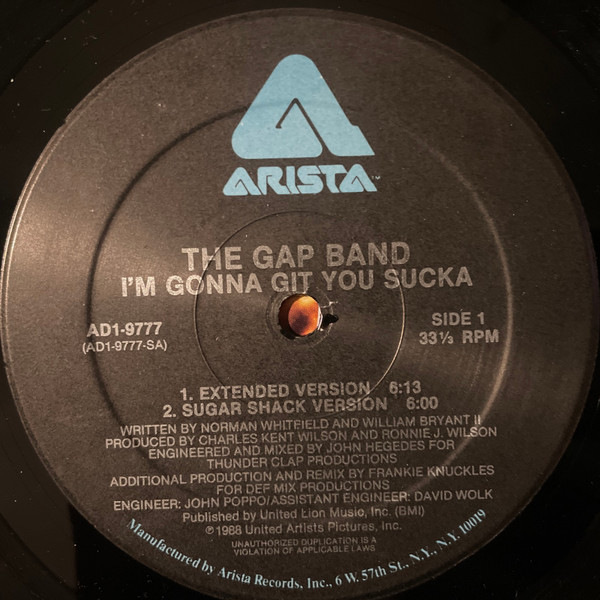 ARISTA™
THE GAP BAND
I'M GONNA GIT YOU SUCKA
AD1-9777
(AD1-9777-SA)
SIDE 1
33⅓ RPM
1. EXTENDED VERSION 6:13
2. SUGAR SHACK VERSION 6:00
WRITTEN BY NORMAN WHITFIELD AND WILLIAM BRYANT II
PRODUCED BY CHARLES KENT WILSON AND RONNIE J. WILSON
ENGINEERED AND MIXED BY JOHN HEGEDES FOR
THUNDER CLAP PRODUCTIONS
ADDITIONAL PRODUCTION AND REMIX BY FRANKIE KNUCKLES
FOR DEF MIX PRODUCTIONS
ENGINEER: JOHN POPPO/ASSISTANT ENGINEER: DAVID WOLK
Published by United Lion Music, Inc. (BMI)
℗1988 United Artists Pictures, Inc.
UNAUTHORIZED DUPLICATION IS A
VIOLATION OF APPLICABLE LAWS
Manufactured by Arista Records, Inc., 6 W. 57th St., N.Y., N.Y. 10019